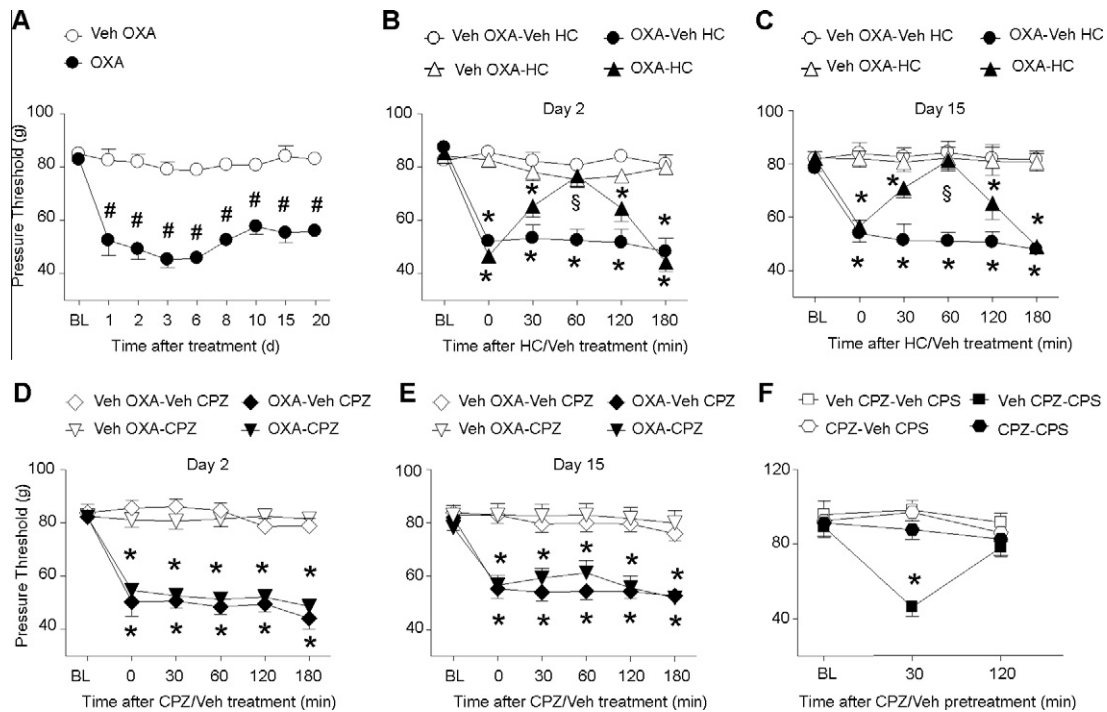 A
Veh OXA
OXA
Pressure Threshold (g)
100
80
60
40
# # # # # # # #
BL 1 2 3 6 8 10 15 20
Time after treatment (d)
B
Veh OXA-Veh HC OXA-Veh HC
Veh OXA-HC OXA-HC
Day 2
100
80
60
40
* * * *
§
* * * * *
BL 0 30 60 120 180
Time after HC/Veh treatment (min)
C
Veh OXA-Veh HC OXA-Veh HC
Veh OXA-HC OXA-HC
Day 15
100
80
60
40
* * * *
§
* * * * *
BL 0 30 60 120 180
Time after HC/Veh treatment (min)
D
Veh OXA-Veh CPZ OXA-Veh CPZ
Veh OXA-CPZ OXA-CPZ
Day 2
Pressure Threshold (g)
100
80
60
40
* * * * *
* * * * *
BL 0 30 60 120 180
Time after CPZ/Veh treatment (min)
E
Veh OXA-Veh CPZ OXA-Veh CPZ
Veh OXA-CPZ OXA-CPZ
Day 15
100
80
60
40
* * * * *
* * * * *
BL 0 30 60 120 180
Time after CPZ/Veh treatment (min)
F
Veh CPZ-Veh CPS Veh CPZ-CPS
CPZ-Veh CPS CPZ-CPS
120
80
40
*
BL 30 120
Time after CPZ/Veh pretreatment (min)